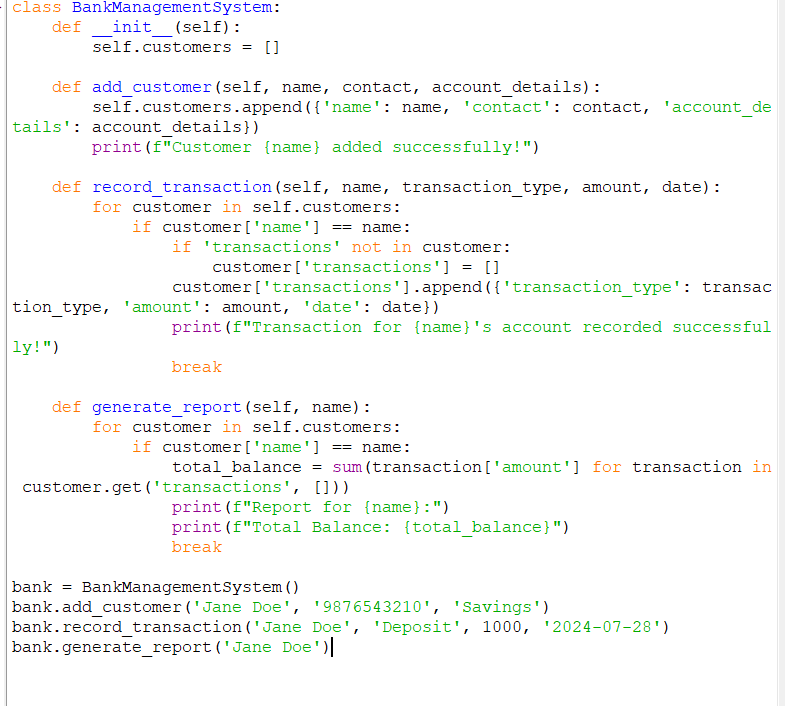 class BankManagementSystem:
    def __init__(self):
        self.customers = []

    def add_customer(self, name, contact, account_details):
        self.customers.append({'name': name, 'contact': contact, 'account_de
tails': account_details})
        print(f"Customer {name} added successfully!")

    def record_transaction(self, name, transaction_type, amount, date):
        for customer in self.customers:
            if customer['name'] == name:
                if 'transactions' not in customer:
                    customer['transactions'] = []
                customer['transactions'].append({'transaction_type': transac
tion_type, 'amount': amount, 'date': date})
                print(f"Transaction for {name}'s account recorded successful
ly!")
                break

    def generate_report(self, name):
        for customer in self.customers:
            if customer['name'] == name:
                total_balance = sum(transaction['amount'] for transaction in
 customer.get('transactions', []))
                print(f"Report for {name}:")
                print(f"Total Balance: {total_balance}")
                break

bank = BankManagementSystem()
bank.add_customer('Jane Doe', '9876543210', 'Savings')
bank.record_transaction('Jane Doe', 'Deposit', 1000, '2024-07-28')
bank.generate_report('Jane Doe')